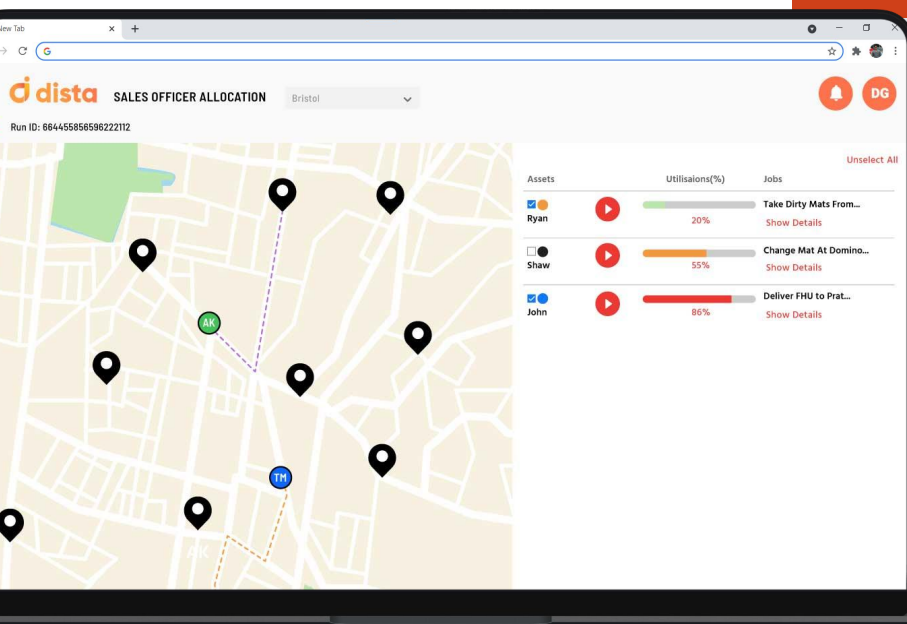 New Tab
dista
SALES OFFICER ALLOCATION
Bristol
DG
Run ID: 664455856596222112
Unselect All
Assets Utilisaions(%) Jobs
Ryan 20% Take Dirty Mats From...
Show Details
Shaw 55% Change Mat At Domino...
Show Details
John 86% Deliver FHU to Prat...
Show Details
AK
TM
AK